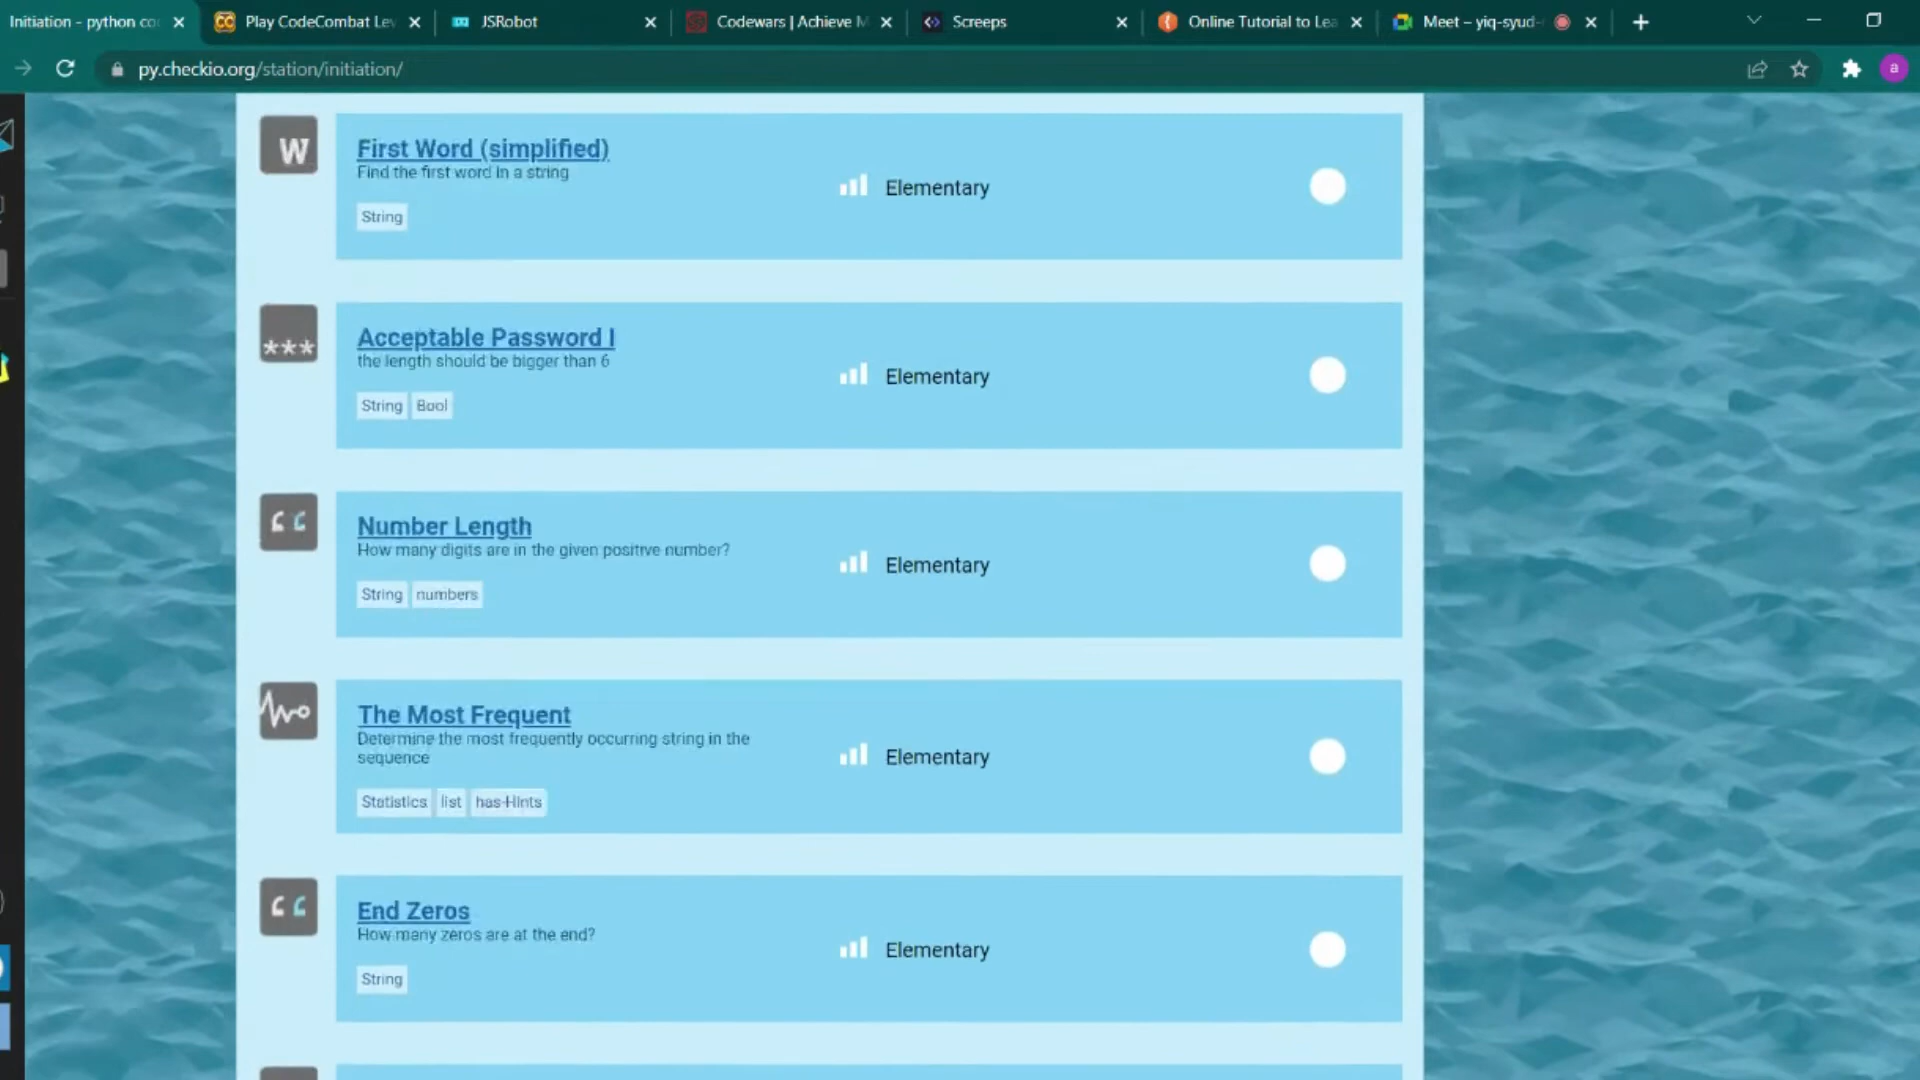 Initiation - python co
Play CodeCombat Lev
JSRobot
Codewars | Achieve M
Screeps
Online Tutorial to Lea
Meet – yiq-syud-
py.checkio.org/station/initiation/
a
W
First Word (simplified)
Find the first word in a string
Elementary
String
***
Acceptable Password I
the length should be bigger than 6
Elementary
String Bool
Number Length
How many digits are in the given positive number?
Elementary
String numbers
The Most Frequent
Determine the most frequently occurring string in the
sequence
Elementary
Statistics list has-Hints
End Zeros
How many zeros are at the end?
Elementary
String